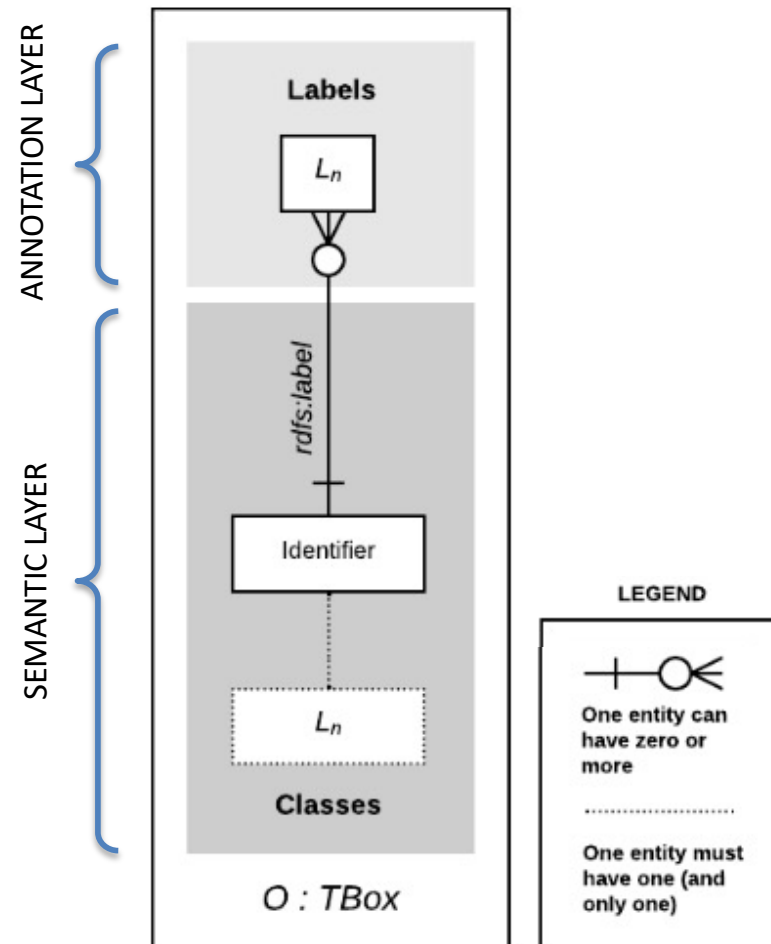 ANNOTATION LAYER
Labels
Ln
rdfs:label
SEMANTIC LAYER
Identifier
Ln
Classes
O : TBox
LEGEND
One entity can
have zero or
more
One entity must
have one (and
only one)